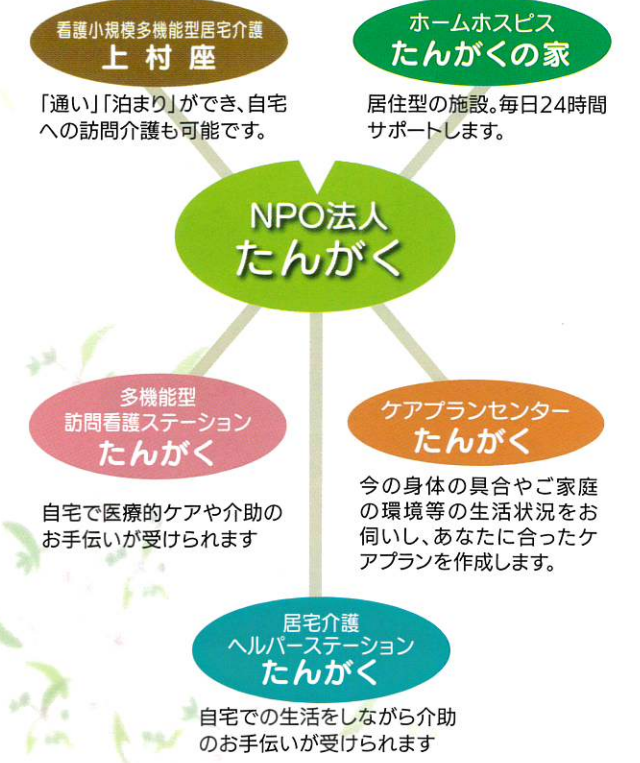 看護小規模多機能型居宅介護
上村座
「通い」「泊まり」ができ、自宅
への訪問介護も可能です。
ホームホスピス
たんがくの家
居住型の施設。毎日24時間
サポートします。
NPO法人
たんがく
多機能型
訪問看護ステーション
たんがく
自宅で医療的ケアや介助の
お手伝いが受けられます
ケアプランセンター
たんがく
今の身体の具合やご家庭
の環境等の生活状況をお
伺いし、あなたに合ったケ
アプランを作成します。
居宅介護
ヘルパーステーション
たんがく
自宅での生活をしながら介助
のお手伝いが受けられます